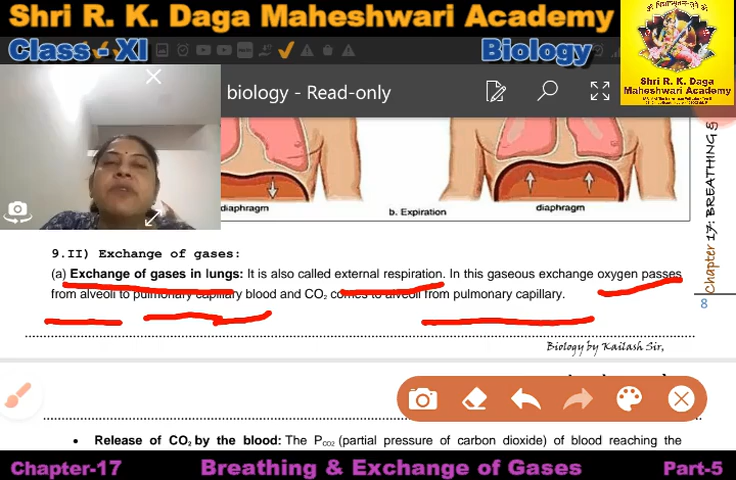 Shri R. K. Daga Maheshwari Academy
Class - XI
Biology
Shri R. K. Daga
Maheshwari Academy
biology - Read-only
diaphragm
b. Expiration
diaphragm
Chapter 17: BREATHING &
9.II) Exchange of gases:
(a) Exchange of gases in lungs: It is also called external respiration. In this gaseous exchange oxygen passes
from alveoli to pulmonary capillary blood and CO₂ comes to alveoli from pulmonary capillary.
8
Biology by Kailash Sir,
• Release of CO₂ by the blood: The PCO2 (partial pressure of carbon dioxide) of blood reaching the
Chapter-17
Breathing & Exchange of Gases
Part-5